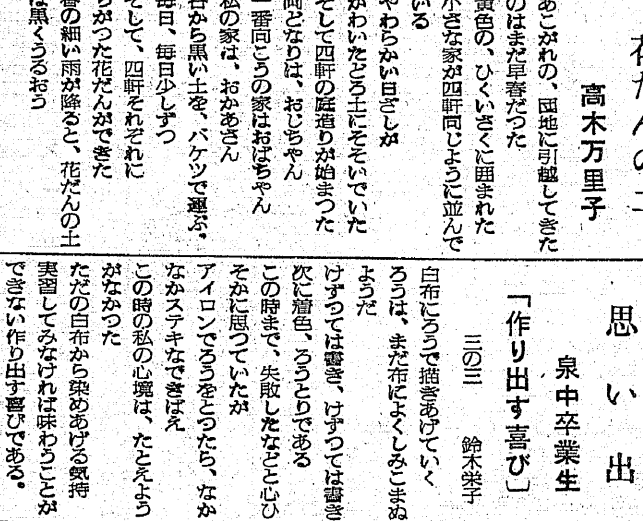 花だんの土
高木万里子
あこがれの、団地に引越してきた
のはまだ早春だつた
黄色の、ひくいさくに囲まれた
小さな家が四軒同じように並んで
いる
やわらかい日ざしが
かわいたどろ土にそそいでいた
そして四軒の庭造りが始まつた
両どなりは、おじちゃん
一番向こうの家はおばちゃん
私の家は、おかあさん
から黒い土を、バケツで運ぶ。
毎日、毎日少しずつ
そして、四軒それぞれに
ちがつた花だんができた
春の細い雨が降ると、花だんの土
は黒くうるおう
思い出
泉中卒業生
「作り出す喜び」
三の三 鈴木栄子
白布にろうで描きあげていく
ろうは、まだ布によくしみこまぬ
ようだ
けずつては書き、けずつては書き
次に着色、ろうとりである
この時まで、失敗したなどと心ひ
そかに思つていたが
アイロンでろうをとつたら、なか
なかステキなできばえ
この時の私の心境は、たとえよう
がなかつた
ただの白布から染めあげる気持
実習してみなければ味わうことが
できない作り出す喜びである。